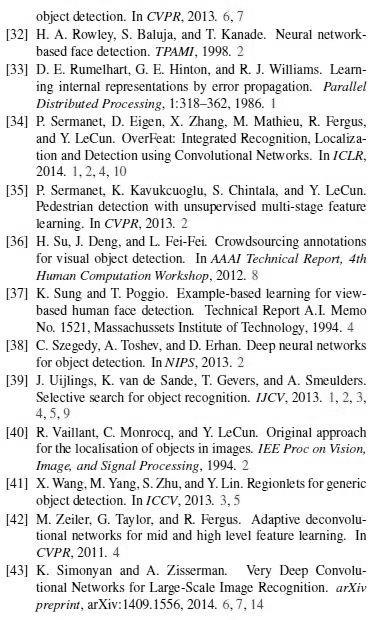 object detection. In CVPR, 2013. 6, 7
[32] H. A. Rowley, S. Baluja, and T. Kanade. Neural network-
based face detection. TPAMI, 1998. 2
[33] D. E. Rumelhart, G. E. Hinton, and R. J. Williams. Learn-
ing internal representations by error propagation. Parallel
Distributed Processing, 1:318–362, 1986. 1
[34] P. Sermanet, D. Eigen, X. Zhang, M. Mathieu, R. Fergus,
and Y. LeCun. OverFeat: Integrated Recognition, Localiza-
tion and Detection using Convolutional Networks. In ICLR,
2014. 1, 2, 4, 10
[35] P. Sermanet, K. Kavukcuoglu, S. Chintala, and Y. LeCun.
Pedestrian detection with unsupervised multi-stage feature
learning. In CVPR, 2013. 2
[36] H. Su, J. Deng, and L. Fei-Fei. Crowdsourcing annotations
for visual object detection. In AAAI Technical Report, 4th
Human Computation Workshop, 2012. 8
[37] K. Sung and T. Poggio. Example-based learning for view-
based human face detection. Technical Report A.I. Memo
No. 1521, Massachussets Institute of Technology, 1994. 4
[38] C. Szegedy, A. Toshev, and D. Erhan. Deep neural networks
for object detection. In NIPS, 2013. 2
[39] J. Uijlings, K. van de Sande, T. Gevers, and A. Smeulders.
Selective search for object recognition. IJCV, 2013. 1, 2, 3,
4, 5, 9
[40] R. Vaillant, C. Monrocq, and Y. LeCun. Original approach
for the localisation of objects in images. IEE Proc on Vision,
Image, and Signal Processing, 1994. 2
[41] X. Wang, M. Yang, S. Zhu, and Y. Lin. Regionlets for generic
object detection. In ICCV, 2013. 3, 5
[42] M. Zeiler, G. Taylor, and R. Fergus. Adaptive deconvolu-
tional networks for mid and high level feature learning. In
CVPR, 2011. 4
[43] K. Simonyan and A. Zisserman. Very Deep Convolu-
tional Networks for Large-Scale Image Recognition. arXiv
preprint, arXiv:1409.1556, 2014. 6, 7, 14